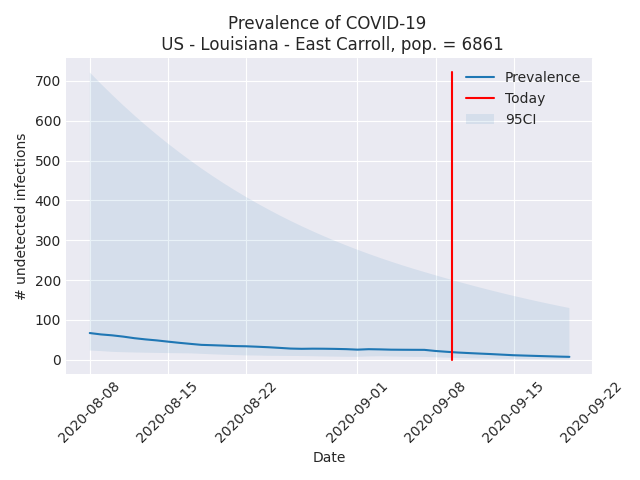 Prevalence of COVID-19
US - Louisiana - East Carroll, pop. = 6861
Prevalence
Today
95CI
# undetected infections
700
600
500
400
300
200
100
0
2020-08-08
2020-08-15
2020-08-22
2020-09-01
2020-09-08
2020-09-15
2020-09-22
Date